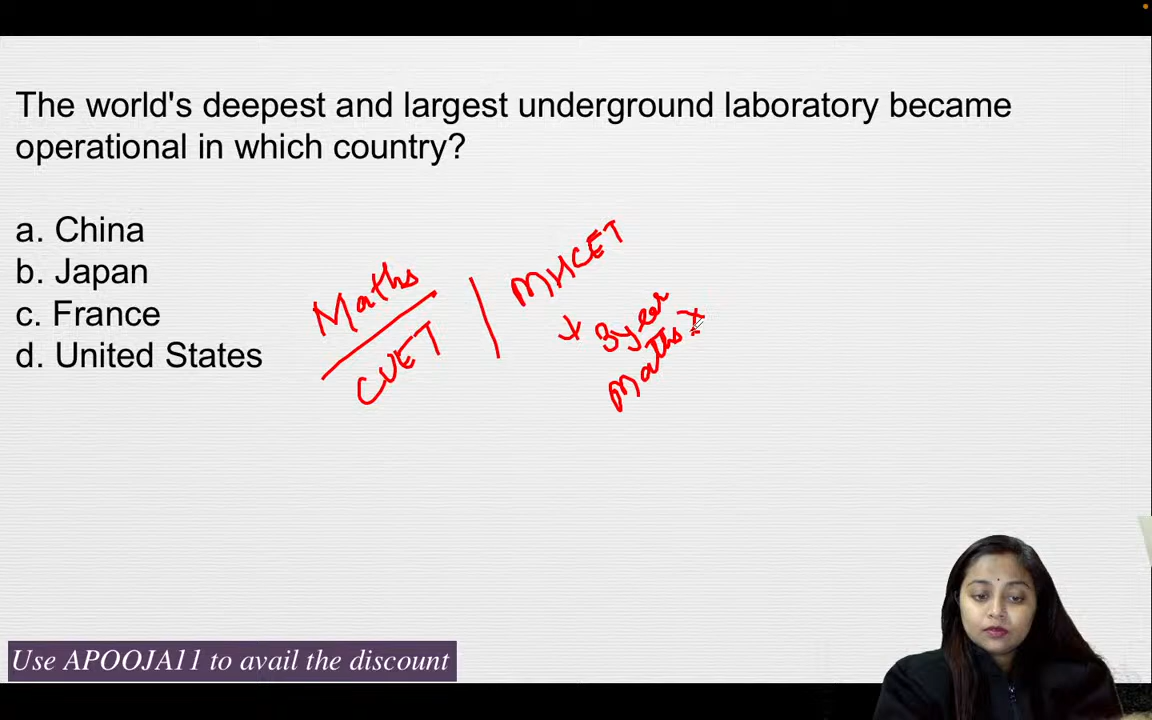 The world's deepest and largest underground laboratory became
operational in which country?
a. China
b. Japan
c. France
d. United States
Maths
CUET
MHCET
3year
Maths x
Use APOOJA11 to avail the discount